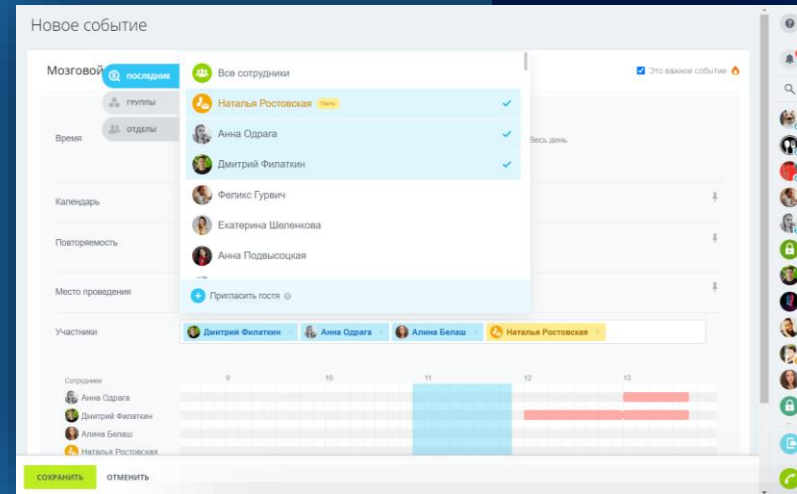 Новое событие
Мозговой
Это важное событие
ПОСЛЕДНИЕ
ГРУППЫ
ОТДЕЛЫ
Все сотрудники
Наталья Ростовская Гость
Анна Одрага
Дмитрий Филаткин
Феликс Гурвич
Екатерина Шепенкова
Анна Подвысоцкая
Пригласить гостя
Время
Весь день
Календарь
Повторяемость
Место проведения
Участники
Дмитрий Филаткин
Анна Одрага
Алина Белаш
Наталья Ростовская
Сотрудники
9 10 11 12 13
Анна Одрага
Дмитрий Филаткин
Алина Белаш
Наталья Ростовская
СОХРАНИТЬ ОТМЕНИТЬ